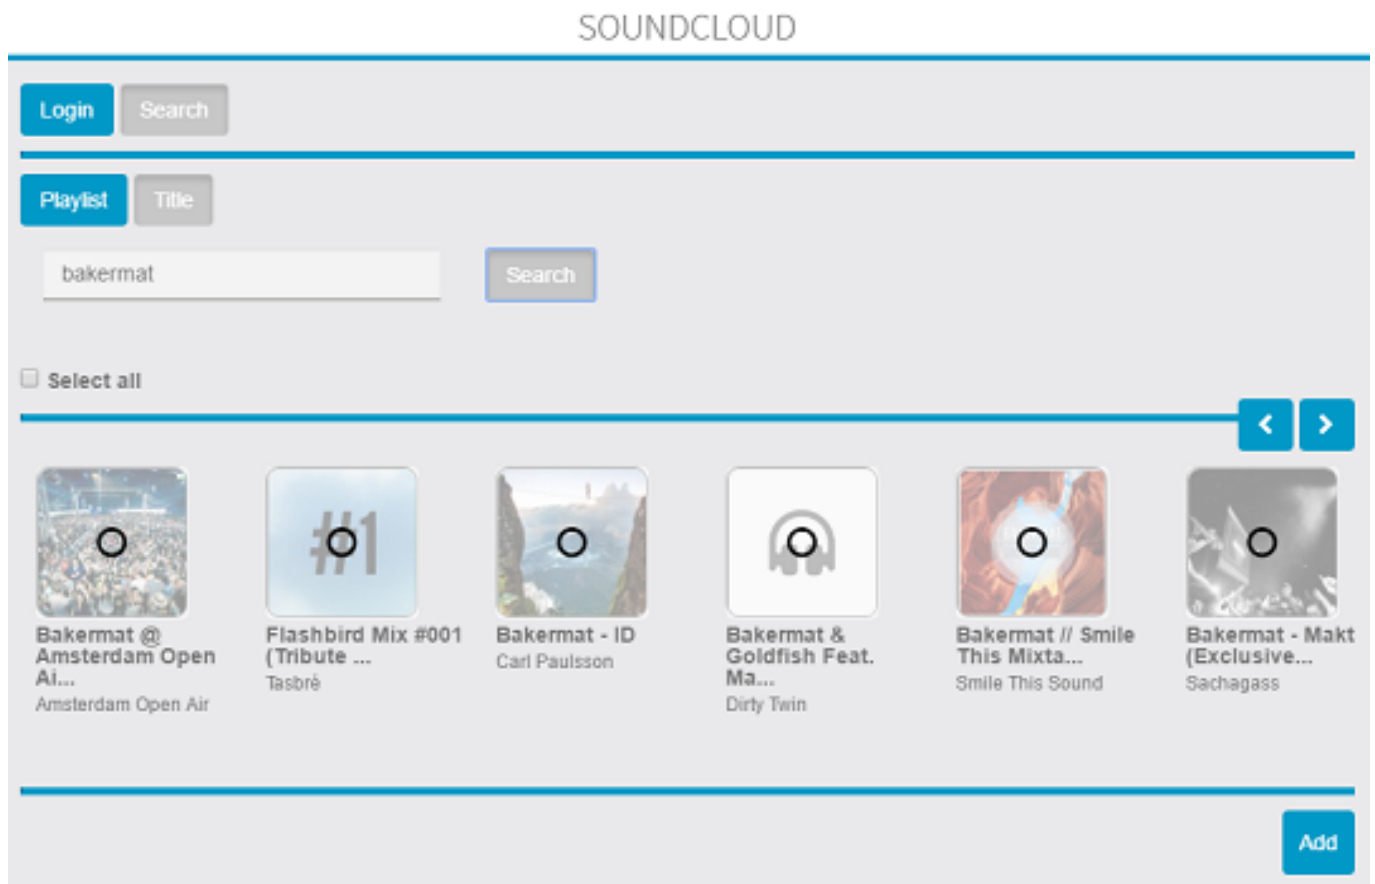 SOUNDCLOUD
Login
Search
Playlist
Title
bakermat
Search
Select all
#1
Bakermat @
Amsterdam Open
Ai...
Amsterdam Open Air
Flashbird Mix #001
(Tribute ...
Tasbrè
Bakermat - ID
Carl Paulsson
Bakermat &
Goldfish Feat.
Ma...
Dirty Twin
Bakermat // Smile
This Mixta...
Smile This Sound
Bakermat - Makt
(Exclusive...
Sachagass
Add